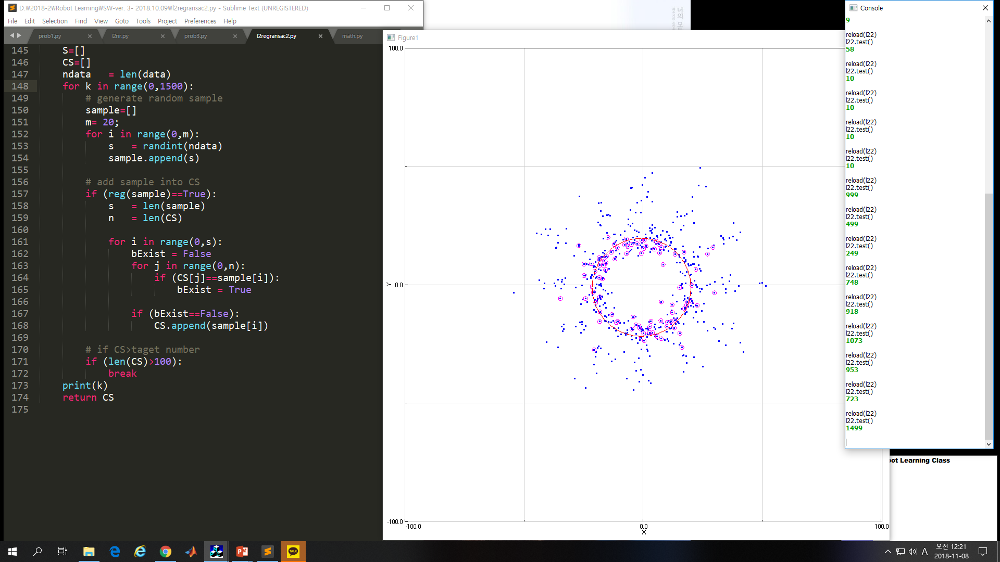 D:\2018-2\Robot Learning\SW-ver. 3- 2018.10.09\l2regransac2.py - Sublime Text (UNREGISTERED)
File Edit Selection Find View Goto Tools Project Preferences Help
prob1.py l2nr.py prob3.py l2regransac2.py math.py
145 S=[]
146 CS=[]
147 ndata = len(data)
148 for k in range(0,1500):
149 # generate random sample
150 sample=[]
151 m= 20;
152 for i in range(0,m):
153 s = randint(ndata)
154 sample.append(s)
155
156 # add sample into CS
157 if (reg(sample)==True):
158 s = len(sample)
159 n = len(CS)
160
161 for i in range(0,s):
162 bExist = False
163 for j in range(0,n):
164 if (CS[j]==sample[i]):
165 bExist = True
166
167 if (bExist==False):
168 CS.append(sample[i])
169
170 # if CS>taget number
171 if (len(CS)>100):
172 break
173 print(k)
174 return CS
175
Figure1
100.0
Y 0.0
-100.0
-100.0 0.0 100.0
X
Console
9
reload(l22)
l22.test()
58
reload(l22)
l22.test()
10
reload(l22)
l22.test()
10
reload(l22)
l22.test()
10
reload(l22)
l22.test()
10
reload(l22)
l22.test()
999
reload(l22)
l22.test()
499
reload(l22)
l22.test()
249
reload(l22)
l22.test()
748
reload(l22)
l22.test()
918
reload(l22)
l22.test()
1073
reload(l22)
l22.test()
953
reload(l22)
l22.test()
723
reload(l22)
l22.test()
1499
bot Learning Class
TALK
A
오전 12:21
2018-11-08